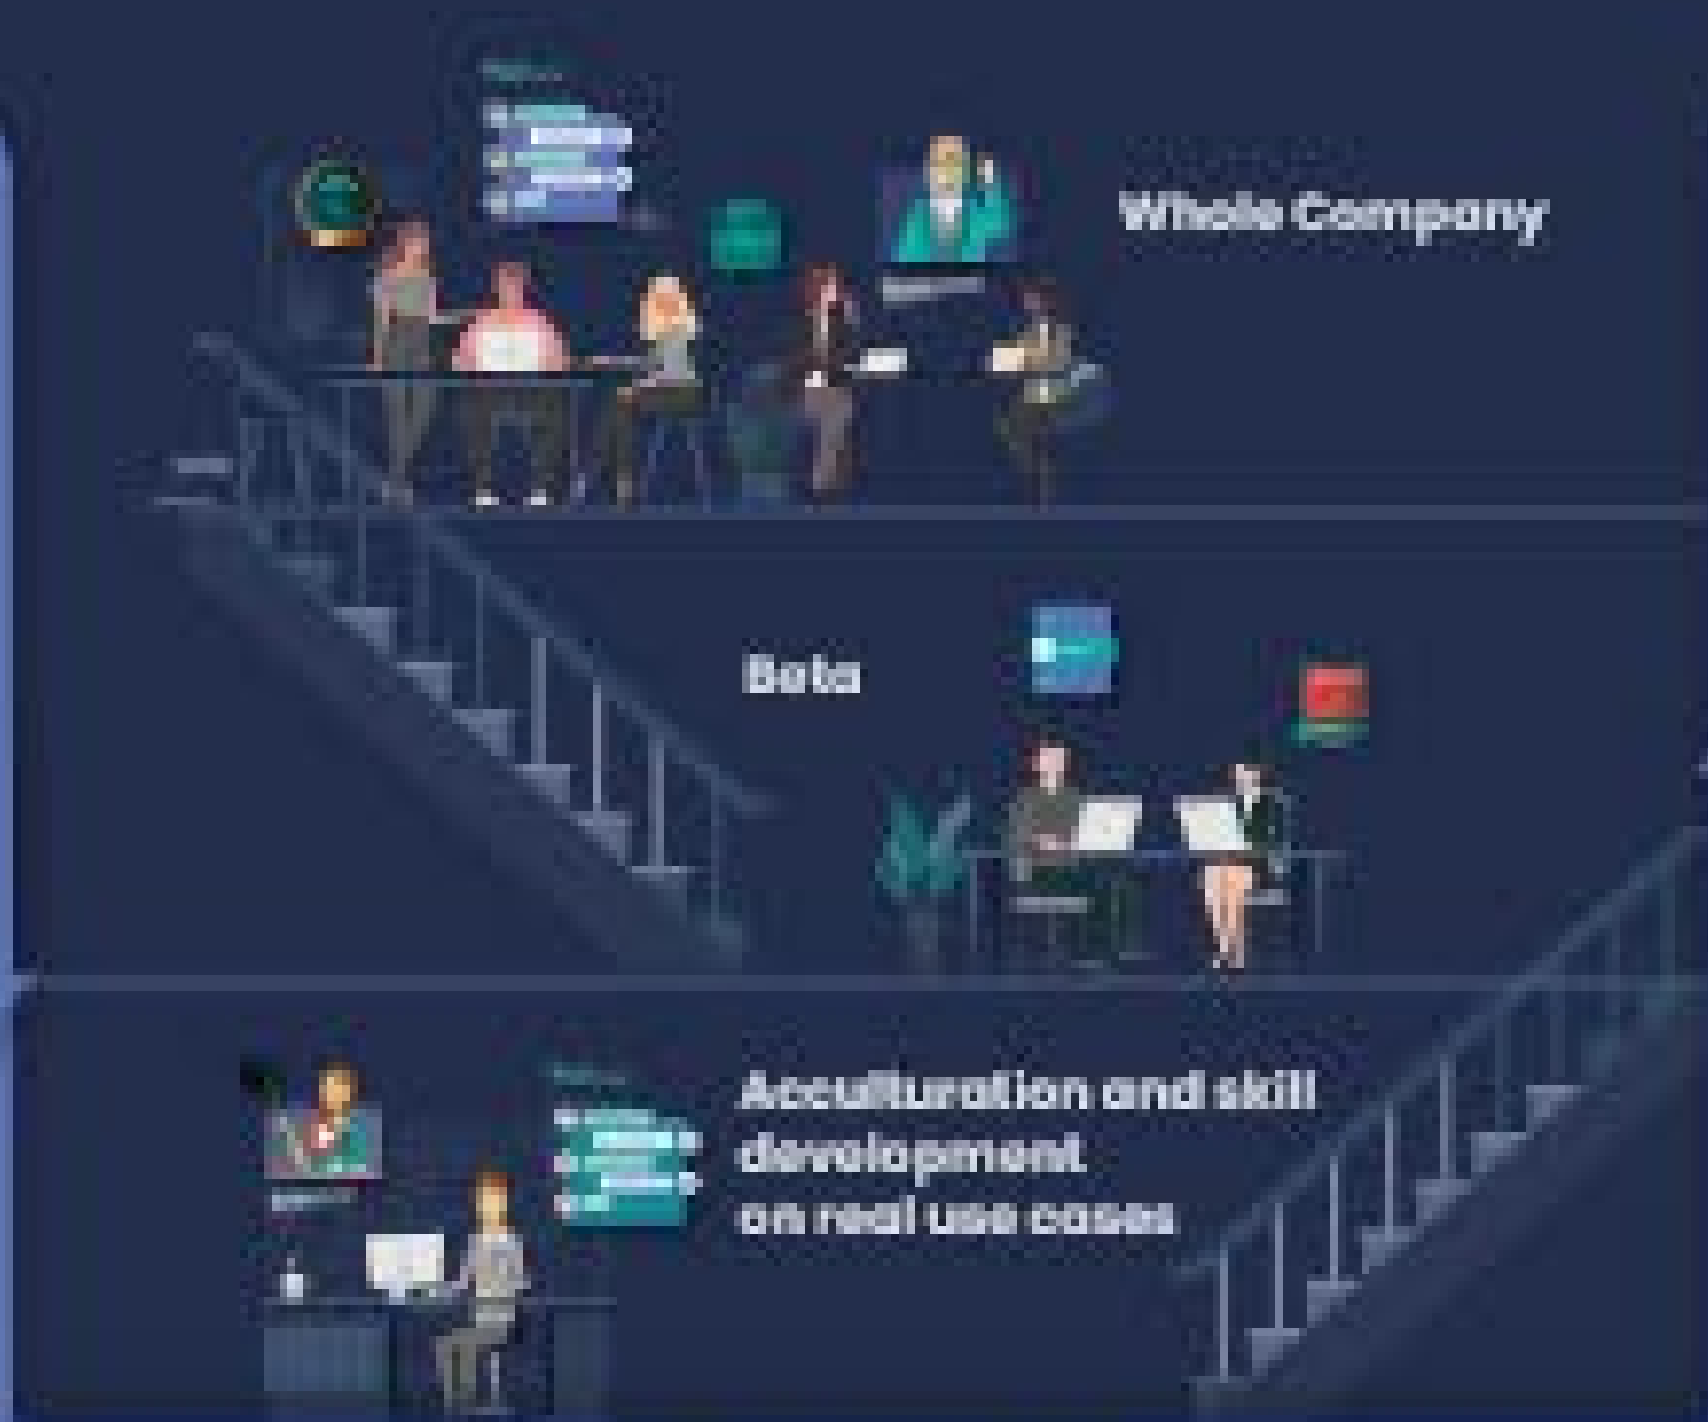 Whole Company
Beta
Acculturation and skill
development
on real use cases